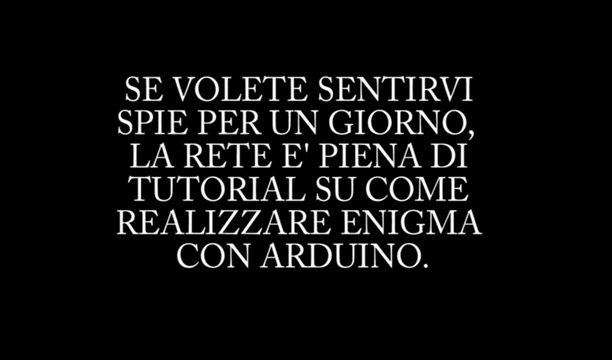 SE VOLETE SENTIRVI
SPIE PER UN GIORNO,
LA RETE E' PIENA DI
TUTORIAL SU COME
REALIZZARE ENIGMA
CON ARDUINO.